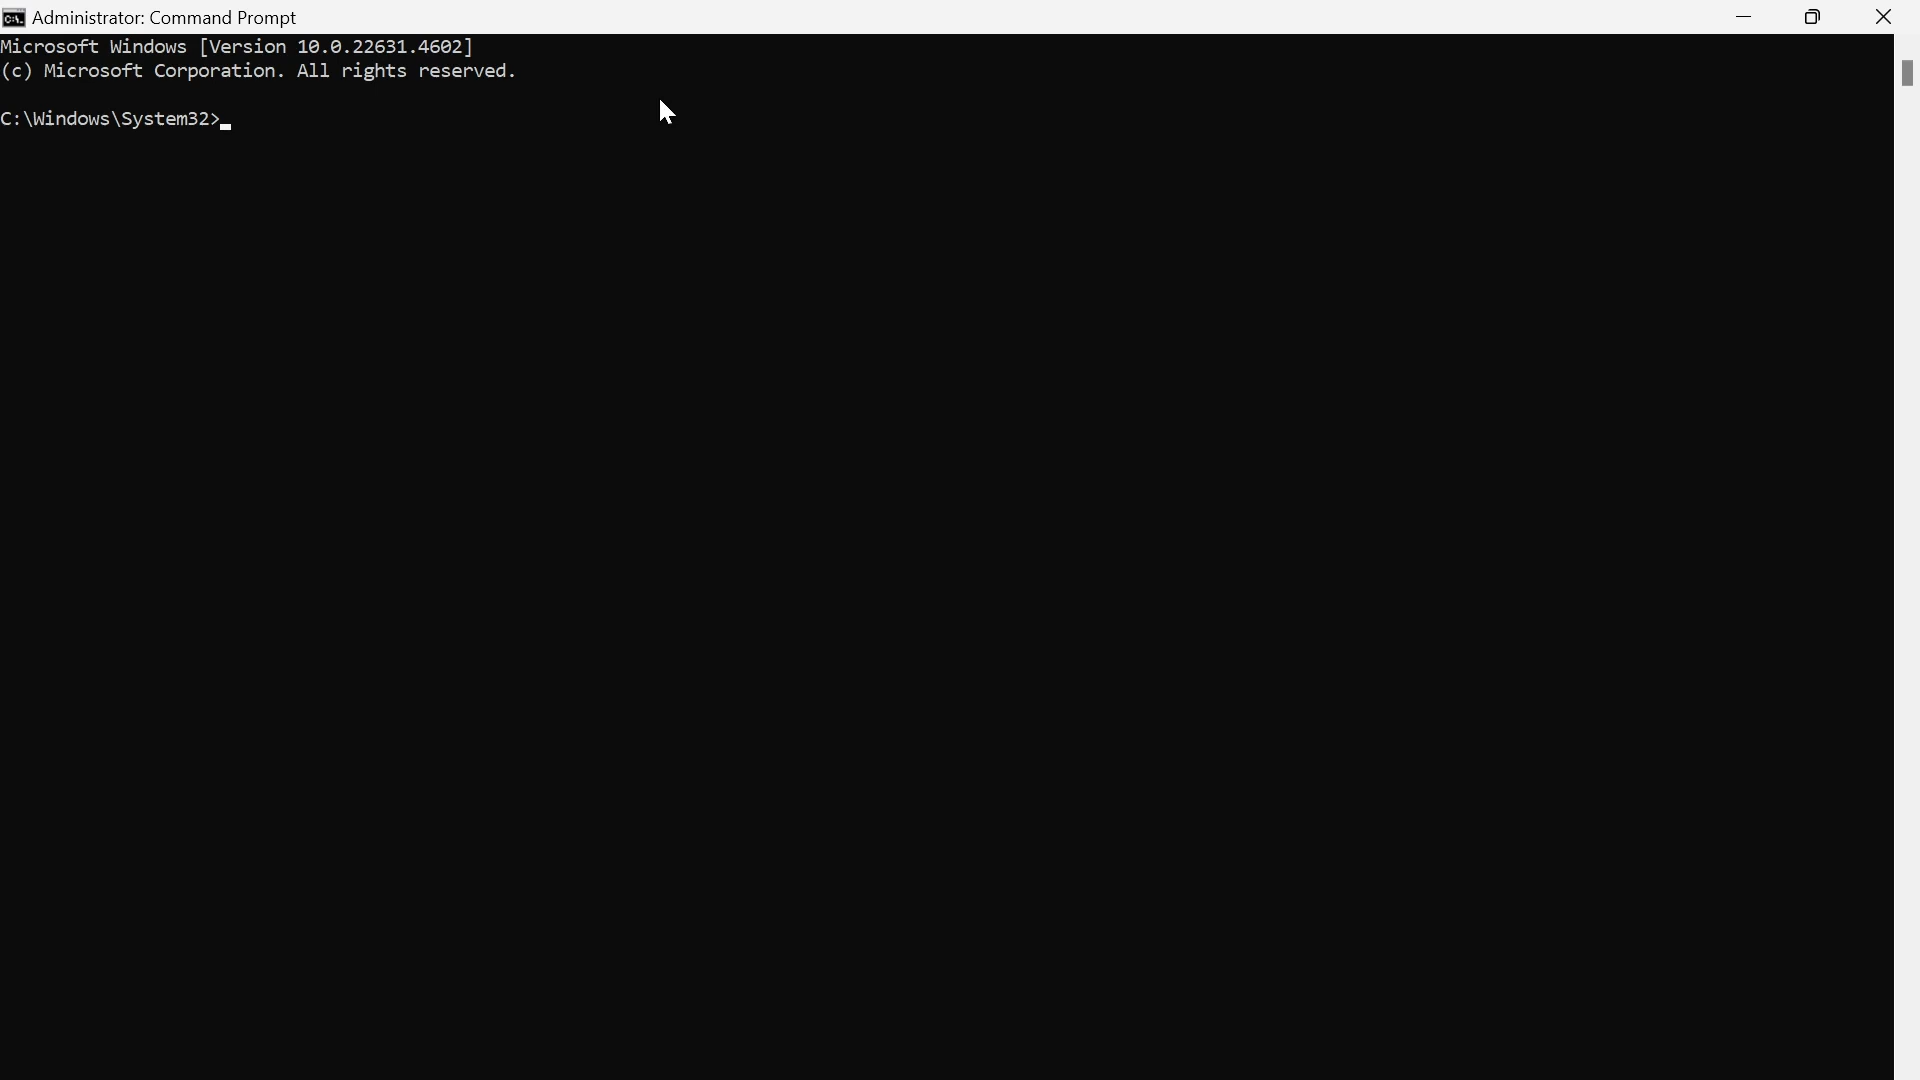 Administrator: Command Prompt
Microsoft Windows [Version 10.0.22631.4602]
(c) Microsoft Corporation. All rights reserved.
C:\Windows\System32>